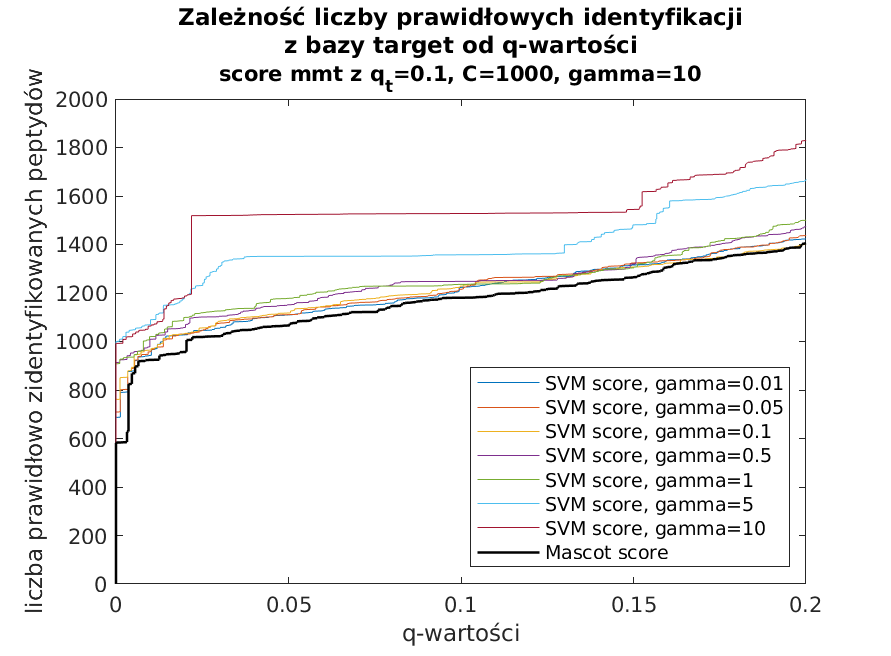 Zależność liczby prawidłowych identyfikacji
z bazy target od q-wartości
score mmt z q_t=0.1, C=1000, gamma=10
liczba prawidłowo zidentyfikowanych peptydów
2000
1800
1600
1400
1200
1000
800
600
400
200
0
SVM score, gamma=0.01
SVM score, gamma=0.05
SVM score, gamma=0.1
SVM score, gamma=0.5
SVM score, gamma=1
SVM score, gamma=5
SVM score, gamma=10
Mascot score
0 0.05 0.1 0.15 0.2
q-wartości